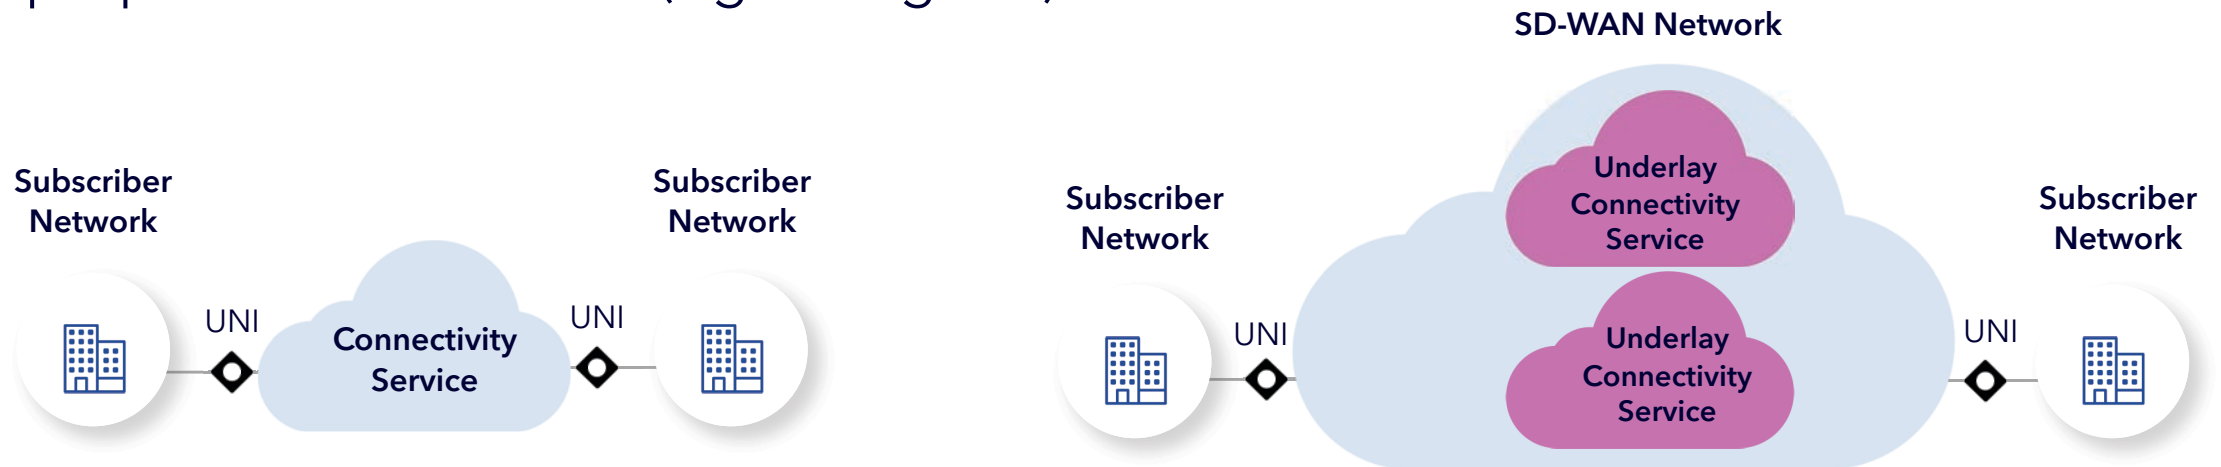 Subscriber
Network
UNI
Connectivity
Service
UNI
Subscriber
Network
SD-WAN Network
Subscriber
Network
UNI
Underlay
Connectivity
Service
Underlay
Connectivity
Service
UNI
Subscriber
Network